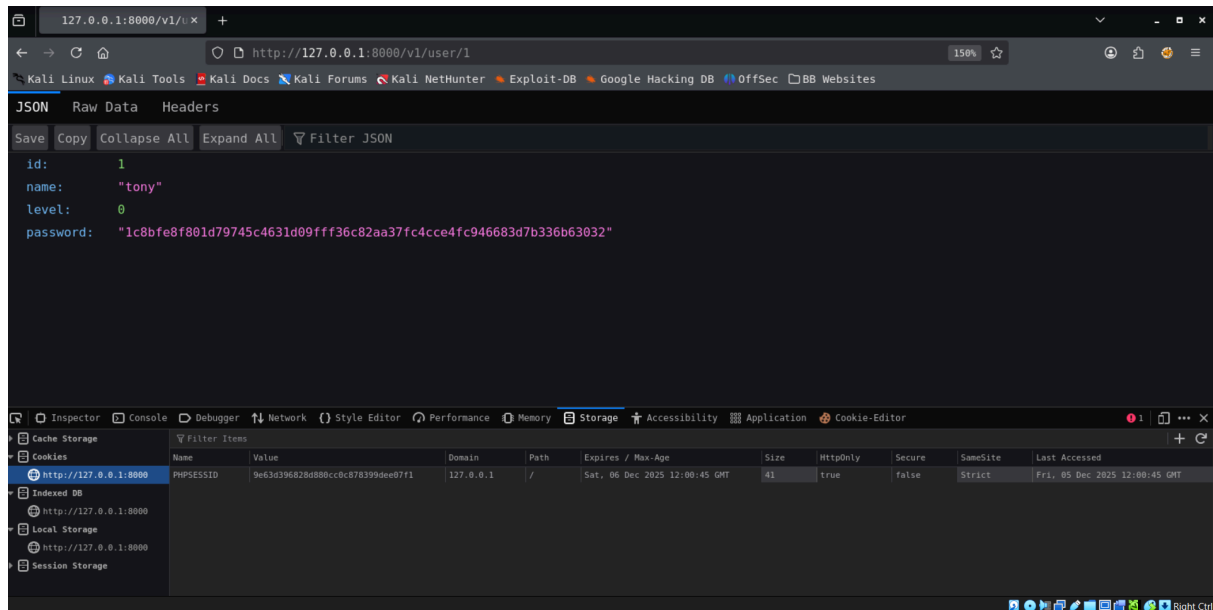 127.0.0.1:8000/v1/u
http://127.0.0.1:8000/v1/user/1
150%
Kali Linux Kali Tools Kali Docs Kali Forums Kali NetHunter Exploit-DB Google Hacking DB OffSec BB Websites
JSON Raw Data Headers
Save Copy Collapse All Expand All Filter JSON
id: 1
name: "tony"
level: 0
password: "1c8bfe8f801d79745c4631d09fff36c82aa37fc4cce4fc946683d7b336b63032"
Inspector Console Debugger Network Style Editor Performance Memory Storage Accessibility Application Cookie-Editor 1
Cache Storage Filter Items
Cookies Name Value Domain Path Expires / Max-Age Size HttpOnly Secure SameSite Last Accessed
http://127.0.0.1:8000 PHPSESSID 9e63d396828d880cc0c878399dee07f1 127.0.0.1 / Sat, 06 Dec 2025 12:00:45 GMT 41 true false Strict Fri, 05 Dec 2025 12:00:45 GMT
Indexed DB
http://127.0.0.1:8000
Local Storage
http://127.0.0.1:8000
Session Storage
Right Ctrl